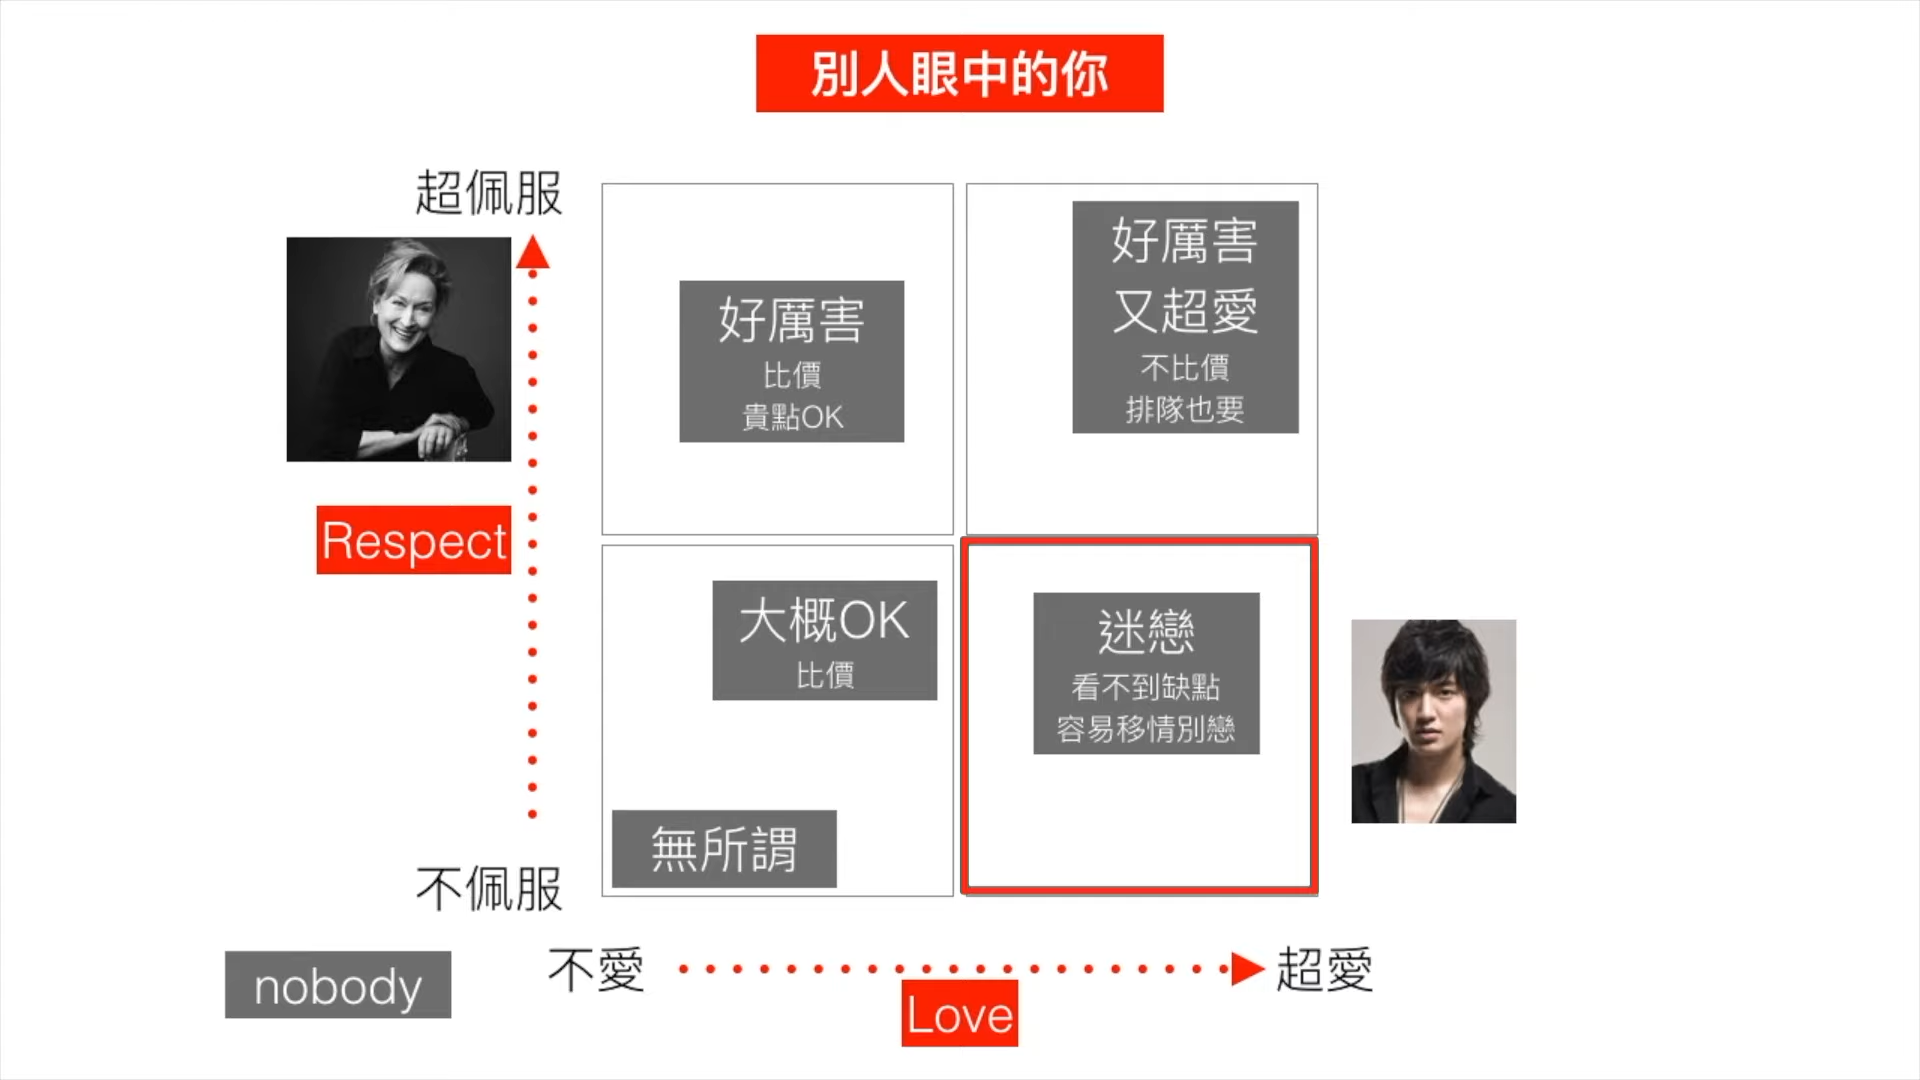 別人眼中的你
超佩服
好厲害
比價
貴點OK
好厲害
又超愛
不比價
排隊也要
Respect
大概OK
比價
迷戀
看不到缺點
容易移情別戀
無所謂
不佩服
nobody
不愛
超愛
Love